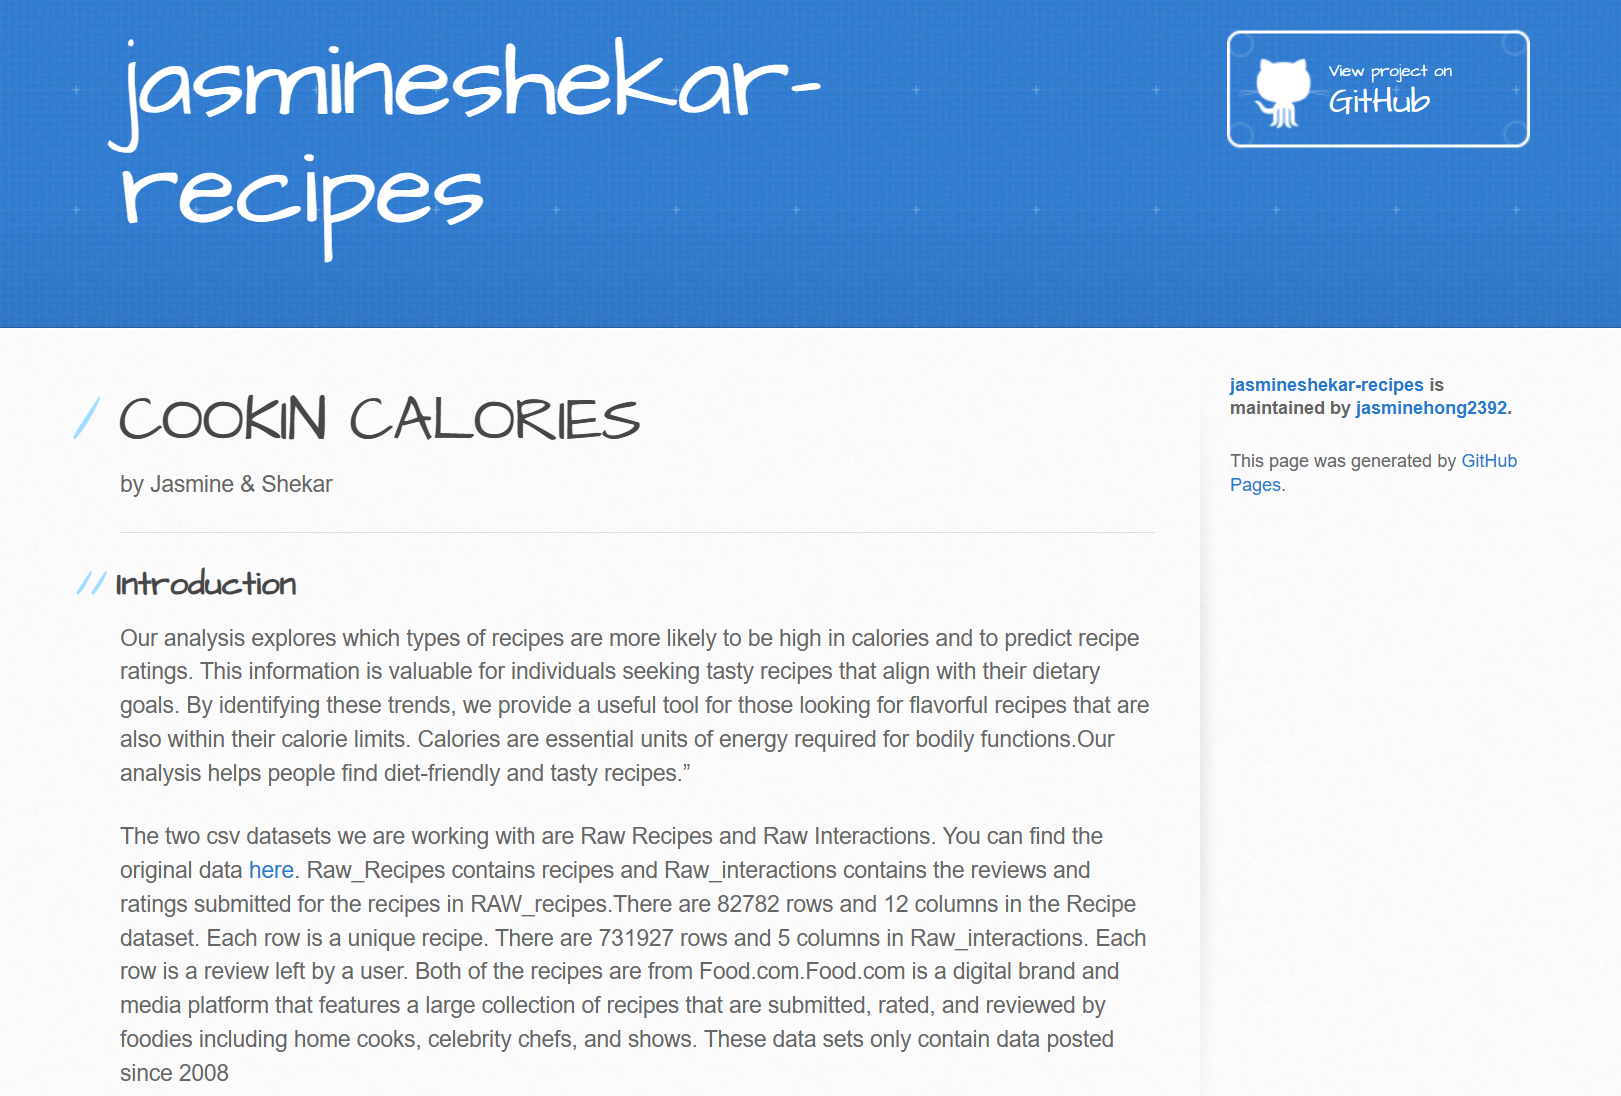 jasmineshekar-
recipes
View project on
GitHub
COOKIN CALORIES
by Jasmine & Shekar
Introduction
Our analysis explores which types of recipes are more likely to be high in calories and to predict recipe
ratings. This information is valuable for individuals seeking tasty recipes that align with their dietary
goals. By identifying these trends, we provide a useful tool for those looking for flavorful recipes that are
also within their calorie limits. Calories are essential units of energy required for bodily functions.Our
analysis helps people find diet-friendly and tasty recipes.”
The two csv datasets we are working with are Raw Recipes and Raw Interactions. You can find the
original data here. Raw_Recipes contains recipes and Raw_interactions contains the reviews and
ratings submitted for the recipes in RAW_recipes.There are 82782 rows and 12 columns in the Recipe
dataset. Each row is a unique recipe. There are 731927 rows and 5 columns in Raw_interactions. Each
row is a review left by a user. Both of the recipes are from Food.com.Food.com is a digital brand and
media platform that features a large collection of recipes that are submitted, rated, and reviewed by
foodies including home cooks, celebrity chefs, and shows. These data sets only contain data posted
since 2008
jasmineshekar-recipes is
maintained by jasminehong2392.
This page was generated by GitHub
Pages.